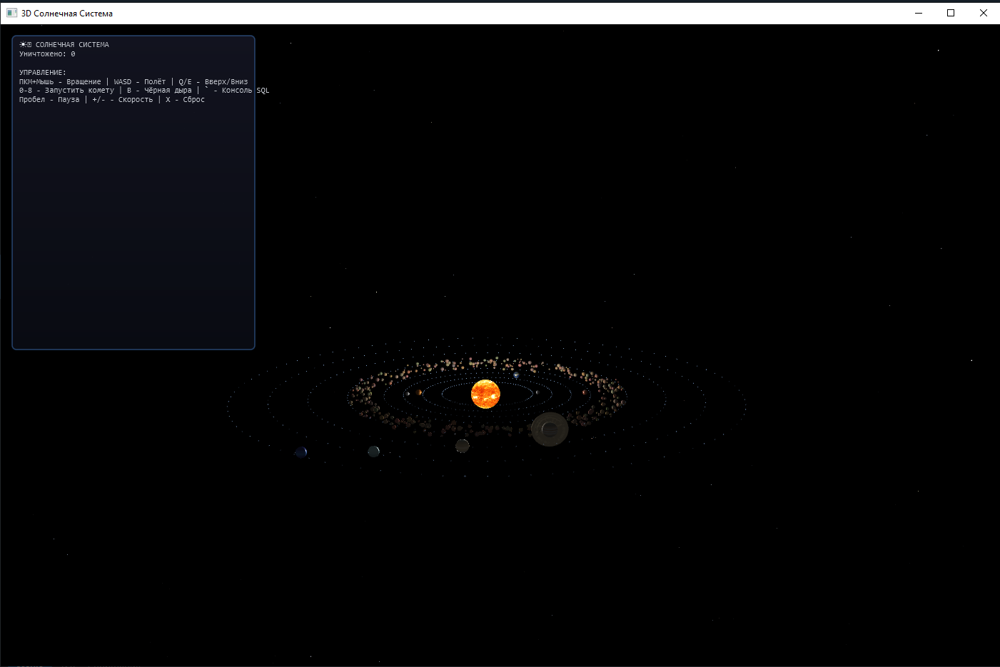 3D Солнечная Система
☀ СОЛНЕЧНАЯ СИСТЕМА
Уничтожено: 0
УПРАВЛЕНИЕ:
ПКМ+Мышь - Вращение | WASD - Полёт | Q/E - Вверх/Вниз
0-8 - Запустить комету | B - Чёрная дыра | ` - Консоль SQL
Пробел - Пауза | +/- - Скорость | X - Сброс